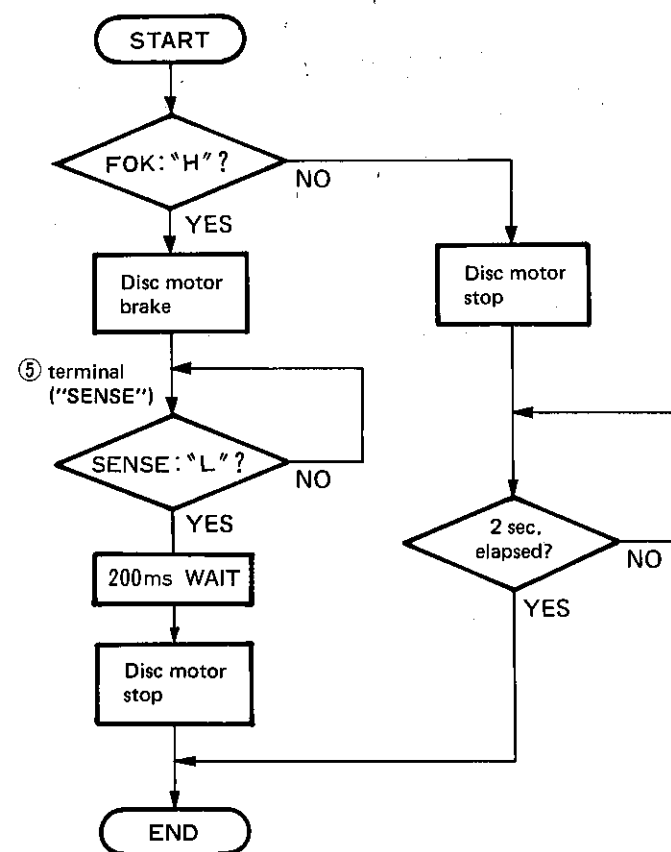 START
FOK: "H"?
NO
YES
Disc motor
brake
Disc motor
stop
⑤ terminal
("SENSE")
SENSE: "L"?
NO
YES
2 sec.
elapsed?
NO
YES
200ms WAIT
Disc motor
stop
END